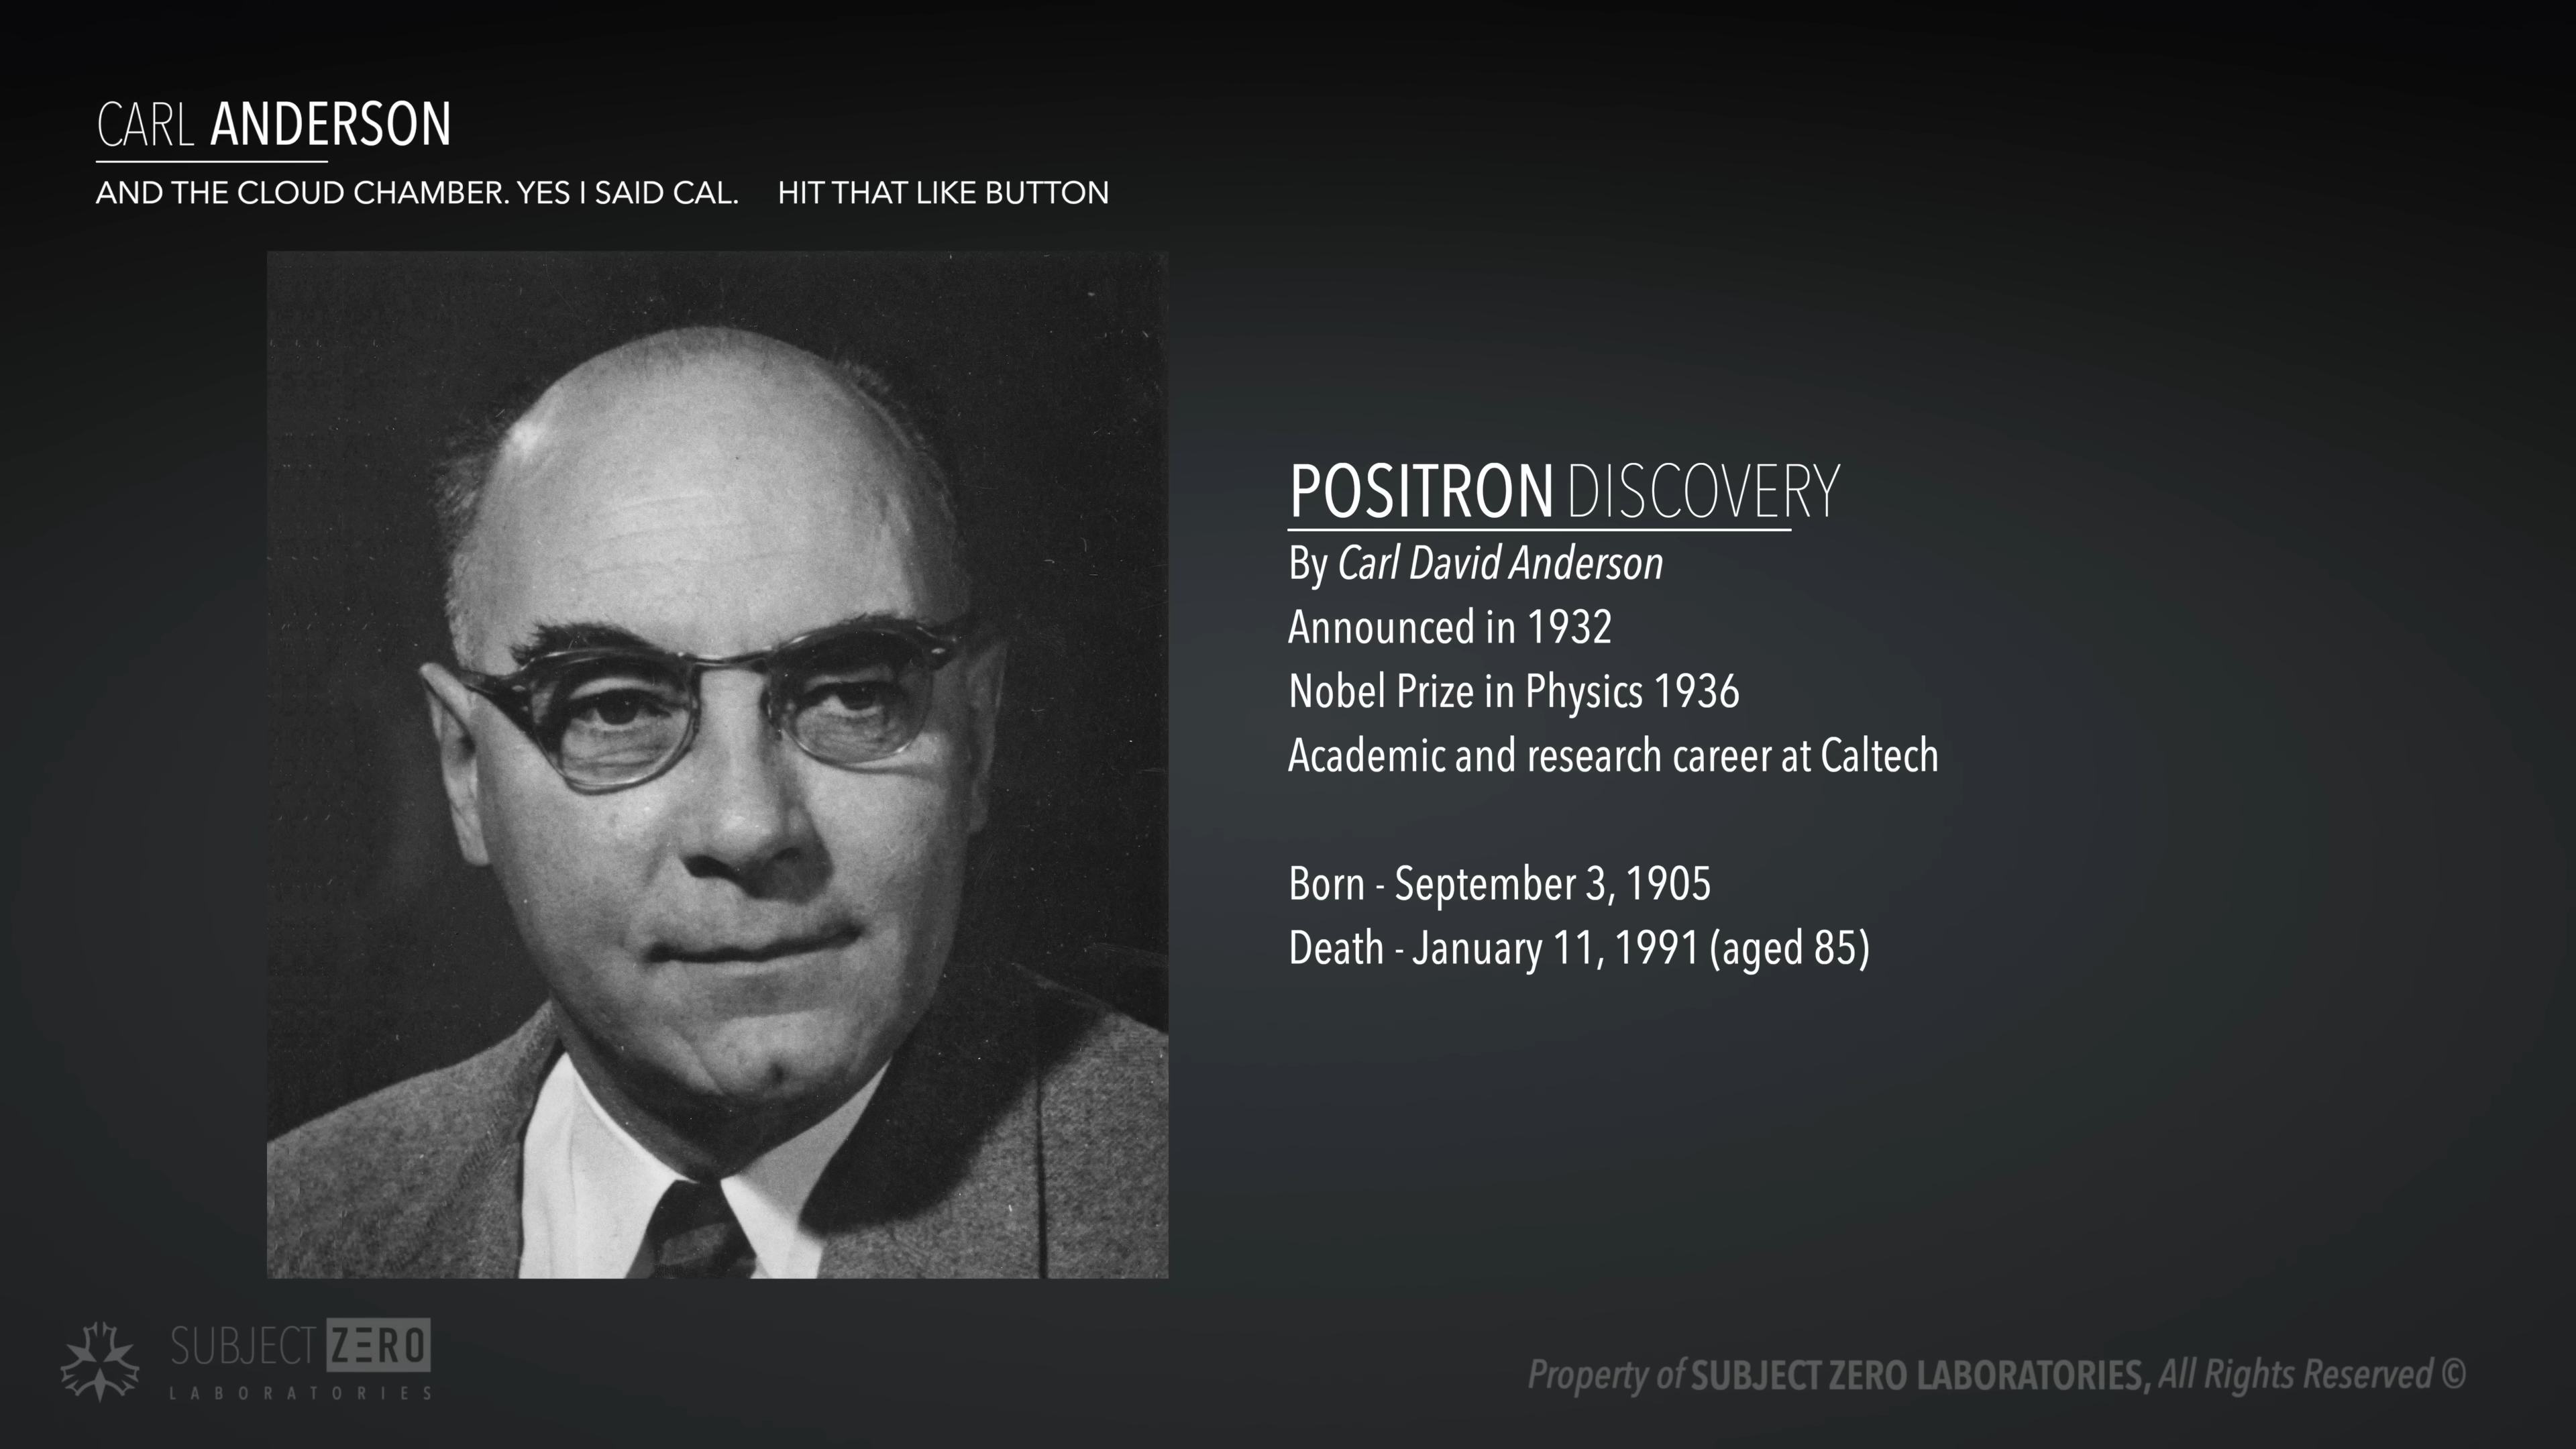 CARL ANDERSON
AND THE CLOUD CHAMBER. YES I SAID CAL. HIT THAT LIKE BUTTON
POSITRON DISCOVERY
By Carl David Anderson
Announced in 1932
Nobel Prize in Physics 1936
Academic and research career at Caltech
Born - September 3, 1905
Death - January 11, 1991 (aged 85)
SUBJECT ZERO
LABORATORIES
Property of SUBJECT ZERO LABORATORIES, All Rights Reserved ©